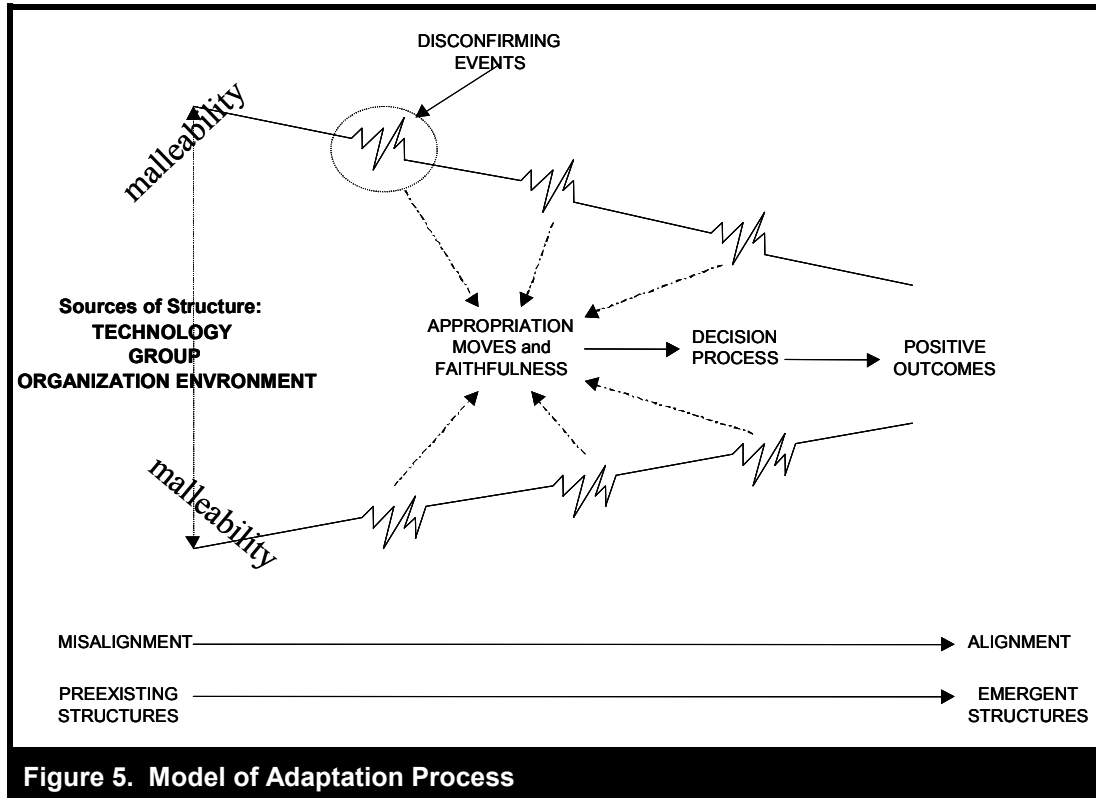 DISCONFIRMING
EVENTS
malleability
Sources of Structure:
TECHNOLOGY
GROUP
ORGANIZATION ENVRONMENT
APPROPRIATION
MOVES and
FAITHFULNESS
DECISION
PROCESS
POSITIVE
OUTCOMES
malleability
MISALIGNMENT
ALIGNMENT
PREEXISTING
STRUCTURES
EMERGENT
STRUCTURES
Figure 5. Model of Adaptation Process